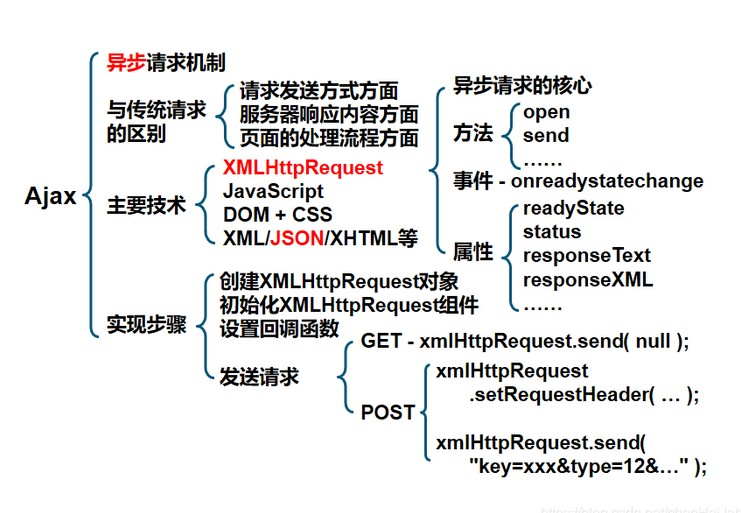 Ajax
异步请求机制
与传统请求
的区别
请求发送方式方面
服务器响应内容方面
页面的处理流程方面
主要技术
XMLHttpRequest
JavaScript
DOM + CSS
XML/JSON/XHTML等
异步请求的核心
方法
open
send
……
事件 - onreadystatechange
属性
readyState
status
responseText
responseXML
……
实现步骤
创建XMLHttpRequest对象
初始化XMLHttpRequest组件
设置回调函数
发送请求
GET - xmlHttpRequest.send( null );
POST
xmlHttpRequest
.setRequestHeader( … );
xmlHttpRequest.send(
"key=xxx&type=12&…" );